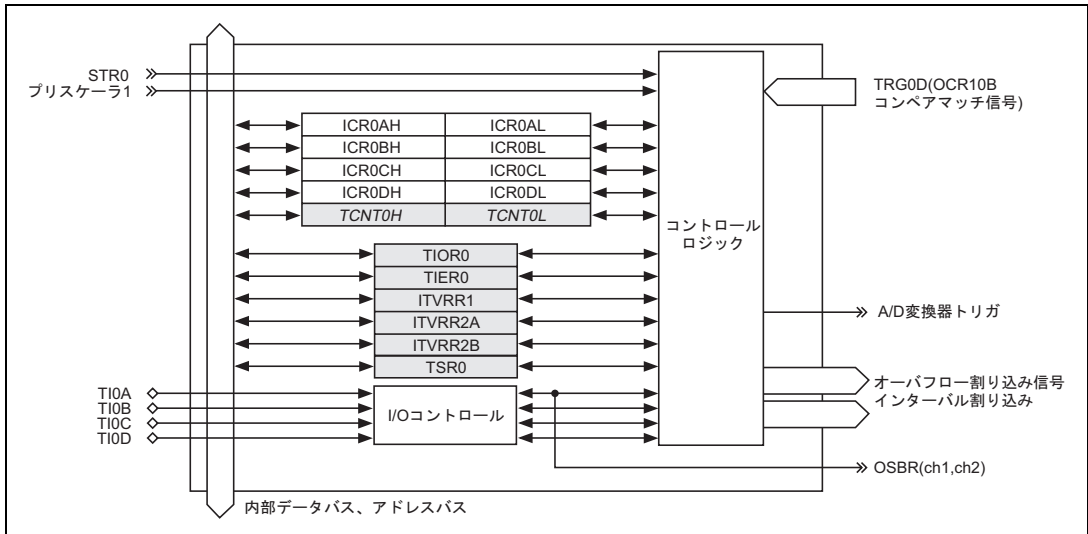 STR0
プリスケーラ1
TRG0D(OCR10B
コンペアマッチ信号)
ICR0AH ICR0AL
ICR0BH ICR0BL
ICR0CH ICR0CL
ICR0DH ICR0DL
TCNT0H TCNT0L
コントロール
ロジック
TIOR0
TIER0
ITVRR1
ITVRR2A
ITVRR2B
TSR0
A/D変換器トリガ
TI0A
TI0B
TI0C
TI0D
I/Oコントロール
オーバフロー割り込み信号
インターバル割り込み
OSBR(ch1,ch2)
内部データバス、アドレスバス